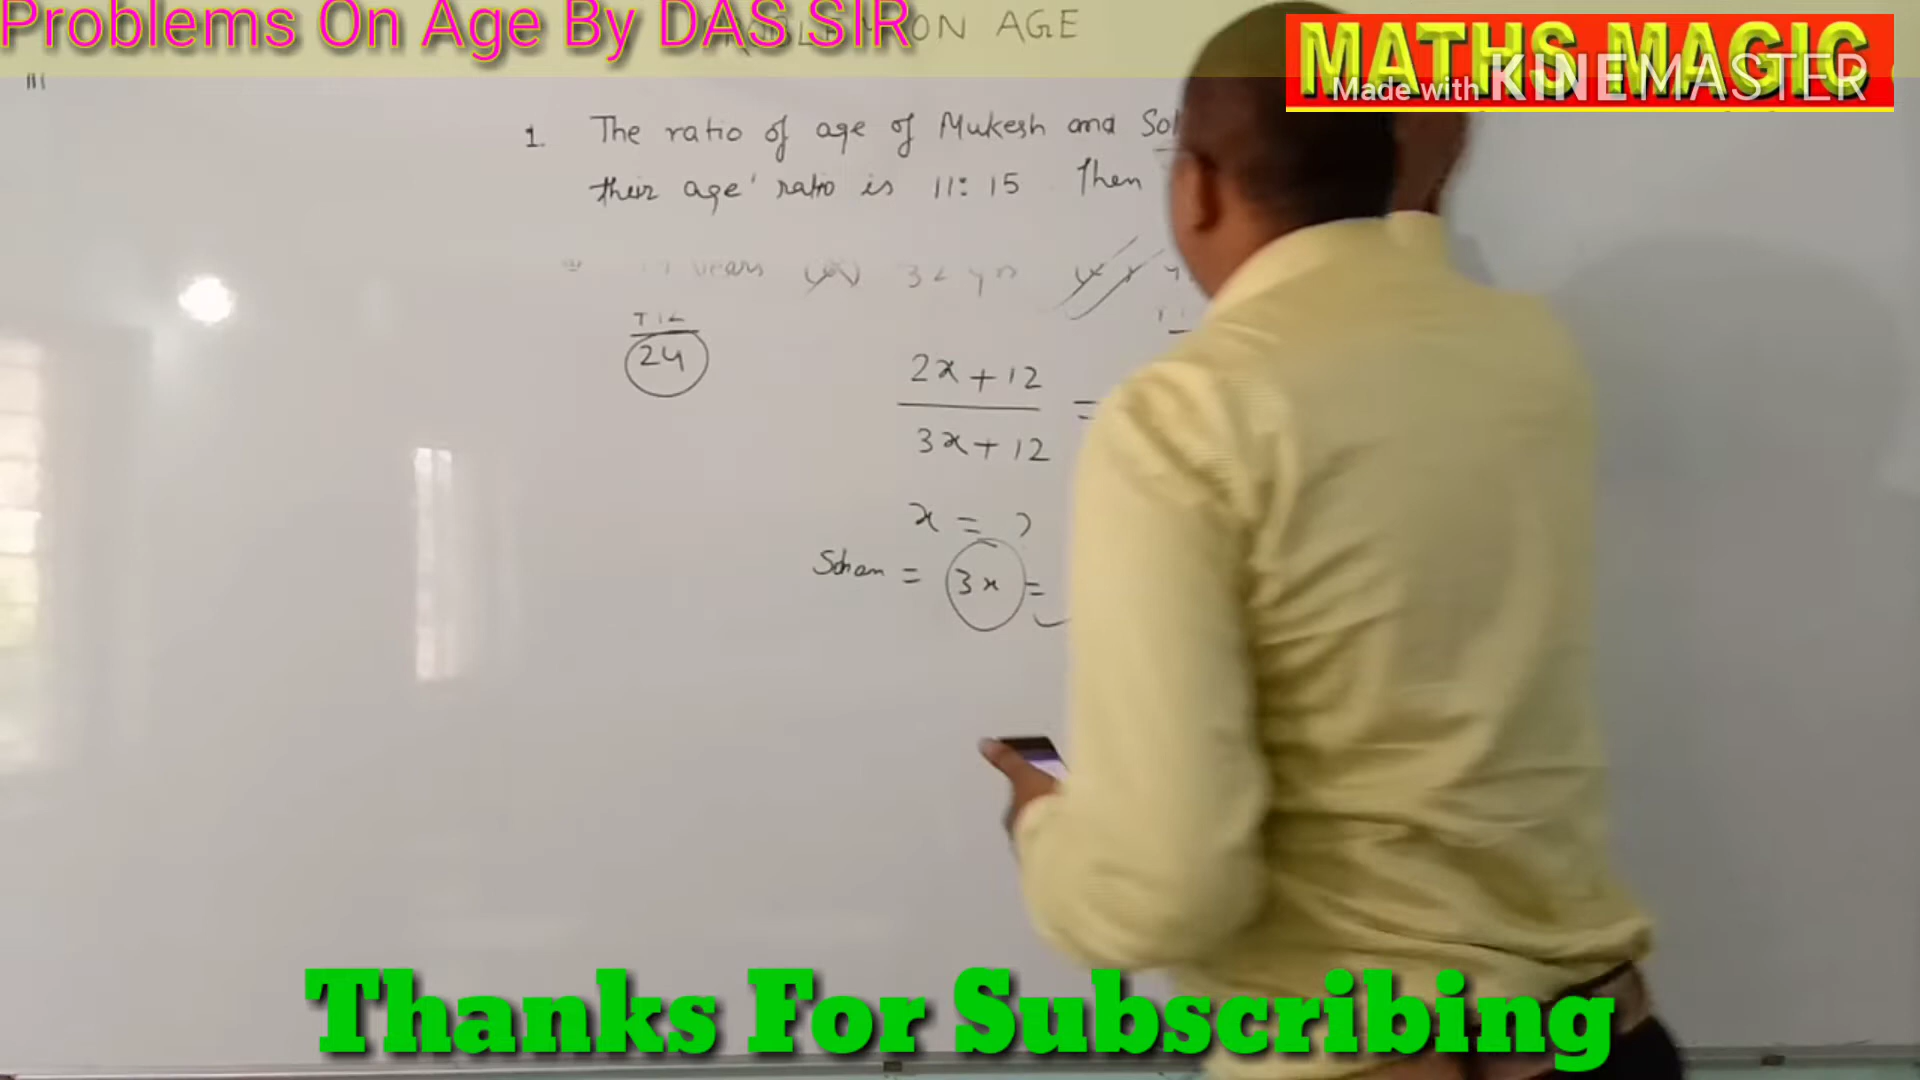 Problems On Age By DAS SIR
ON AGE
MATHS MAGIC
Made with KINEMASTER
1. The ratio of age of Mukesh and
their age' ratio is 11:15 Then
years 32 yrs
24
2x+12
=
3x+12
x = ?
Sohan = 3x =
Thanks For Subscribing